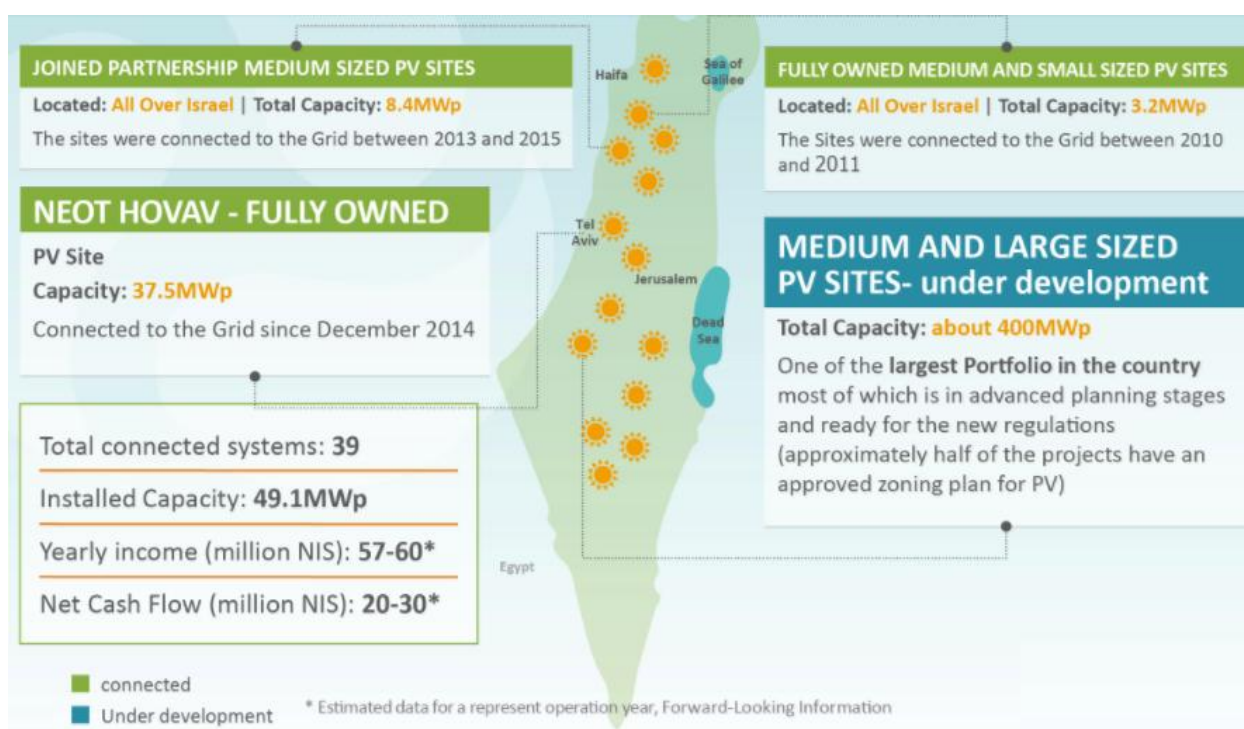 JOINED PARTNERSHIP MEDIUM SIZED PV SITES
Located: All Over Israel | Total Capacity: 8.4MWp
The sites were connected to the Grid between 2013 and 2015
NEOT HOVAV - FULLY OWNED
PV Site
Capacity: 37.5MWp
Connected to the Grid since December 2014
Total connected systems: 39
Installed Capacity: 49.1MWp
Yearly income (million NIS): 57-60*
Net Cash Flow (million NIS): 20-30*
connected
Under development
* Estimated data for a represent operation year, Forward-Looking Information
Haifa
Sea of
Galilee
Tel
Aviv
Jerusalem
Dead
Sea
Egypt
FULLY OWNED MEDIUM AND SMALL SIZED PV SITES
Located: All Over Israel | Total Capacity: 3.2MWp
The Sites were connected to the Grid between 2010
and 2011
MEDIUM AND LARGE SIZED
PV SITES- under development
Total Capacity: about 400MWp
One of the largest Portfolio in the country
most of which is in advanced planning stages
and ready for the new regulations
(approximately half of the projects have an
approved zoning plan for PV)